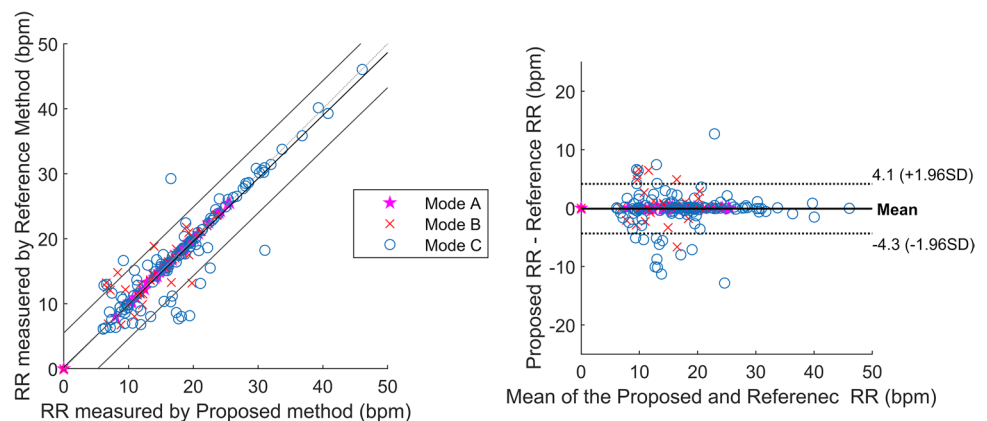 50
40
30
20
10
0
0 10 20 30 40 50
RR measuered by Reference Method (bpm)
RR measured by Proposed method (bpm)
Mode A
Mode B
Mode C
20
10
0
-10
-20
0 10 20 30 40 50
Proposed RR - Reference RR (bpm)
Mean of the Proposed and Referenec RR (bpm)
4.1 (+1.96SD)
Mean
-4.3 (-1.96SD)